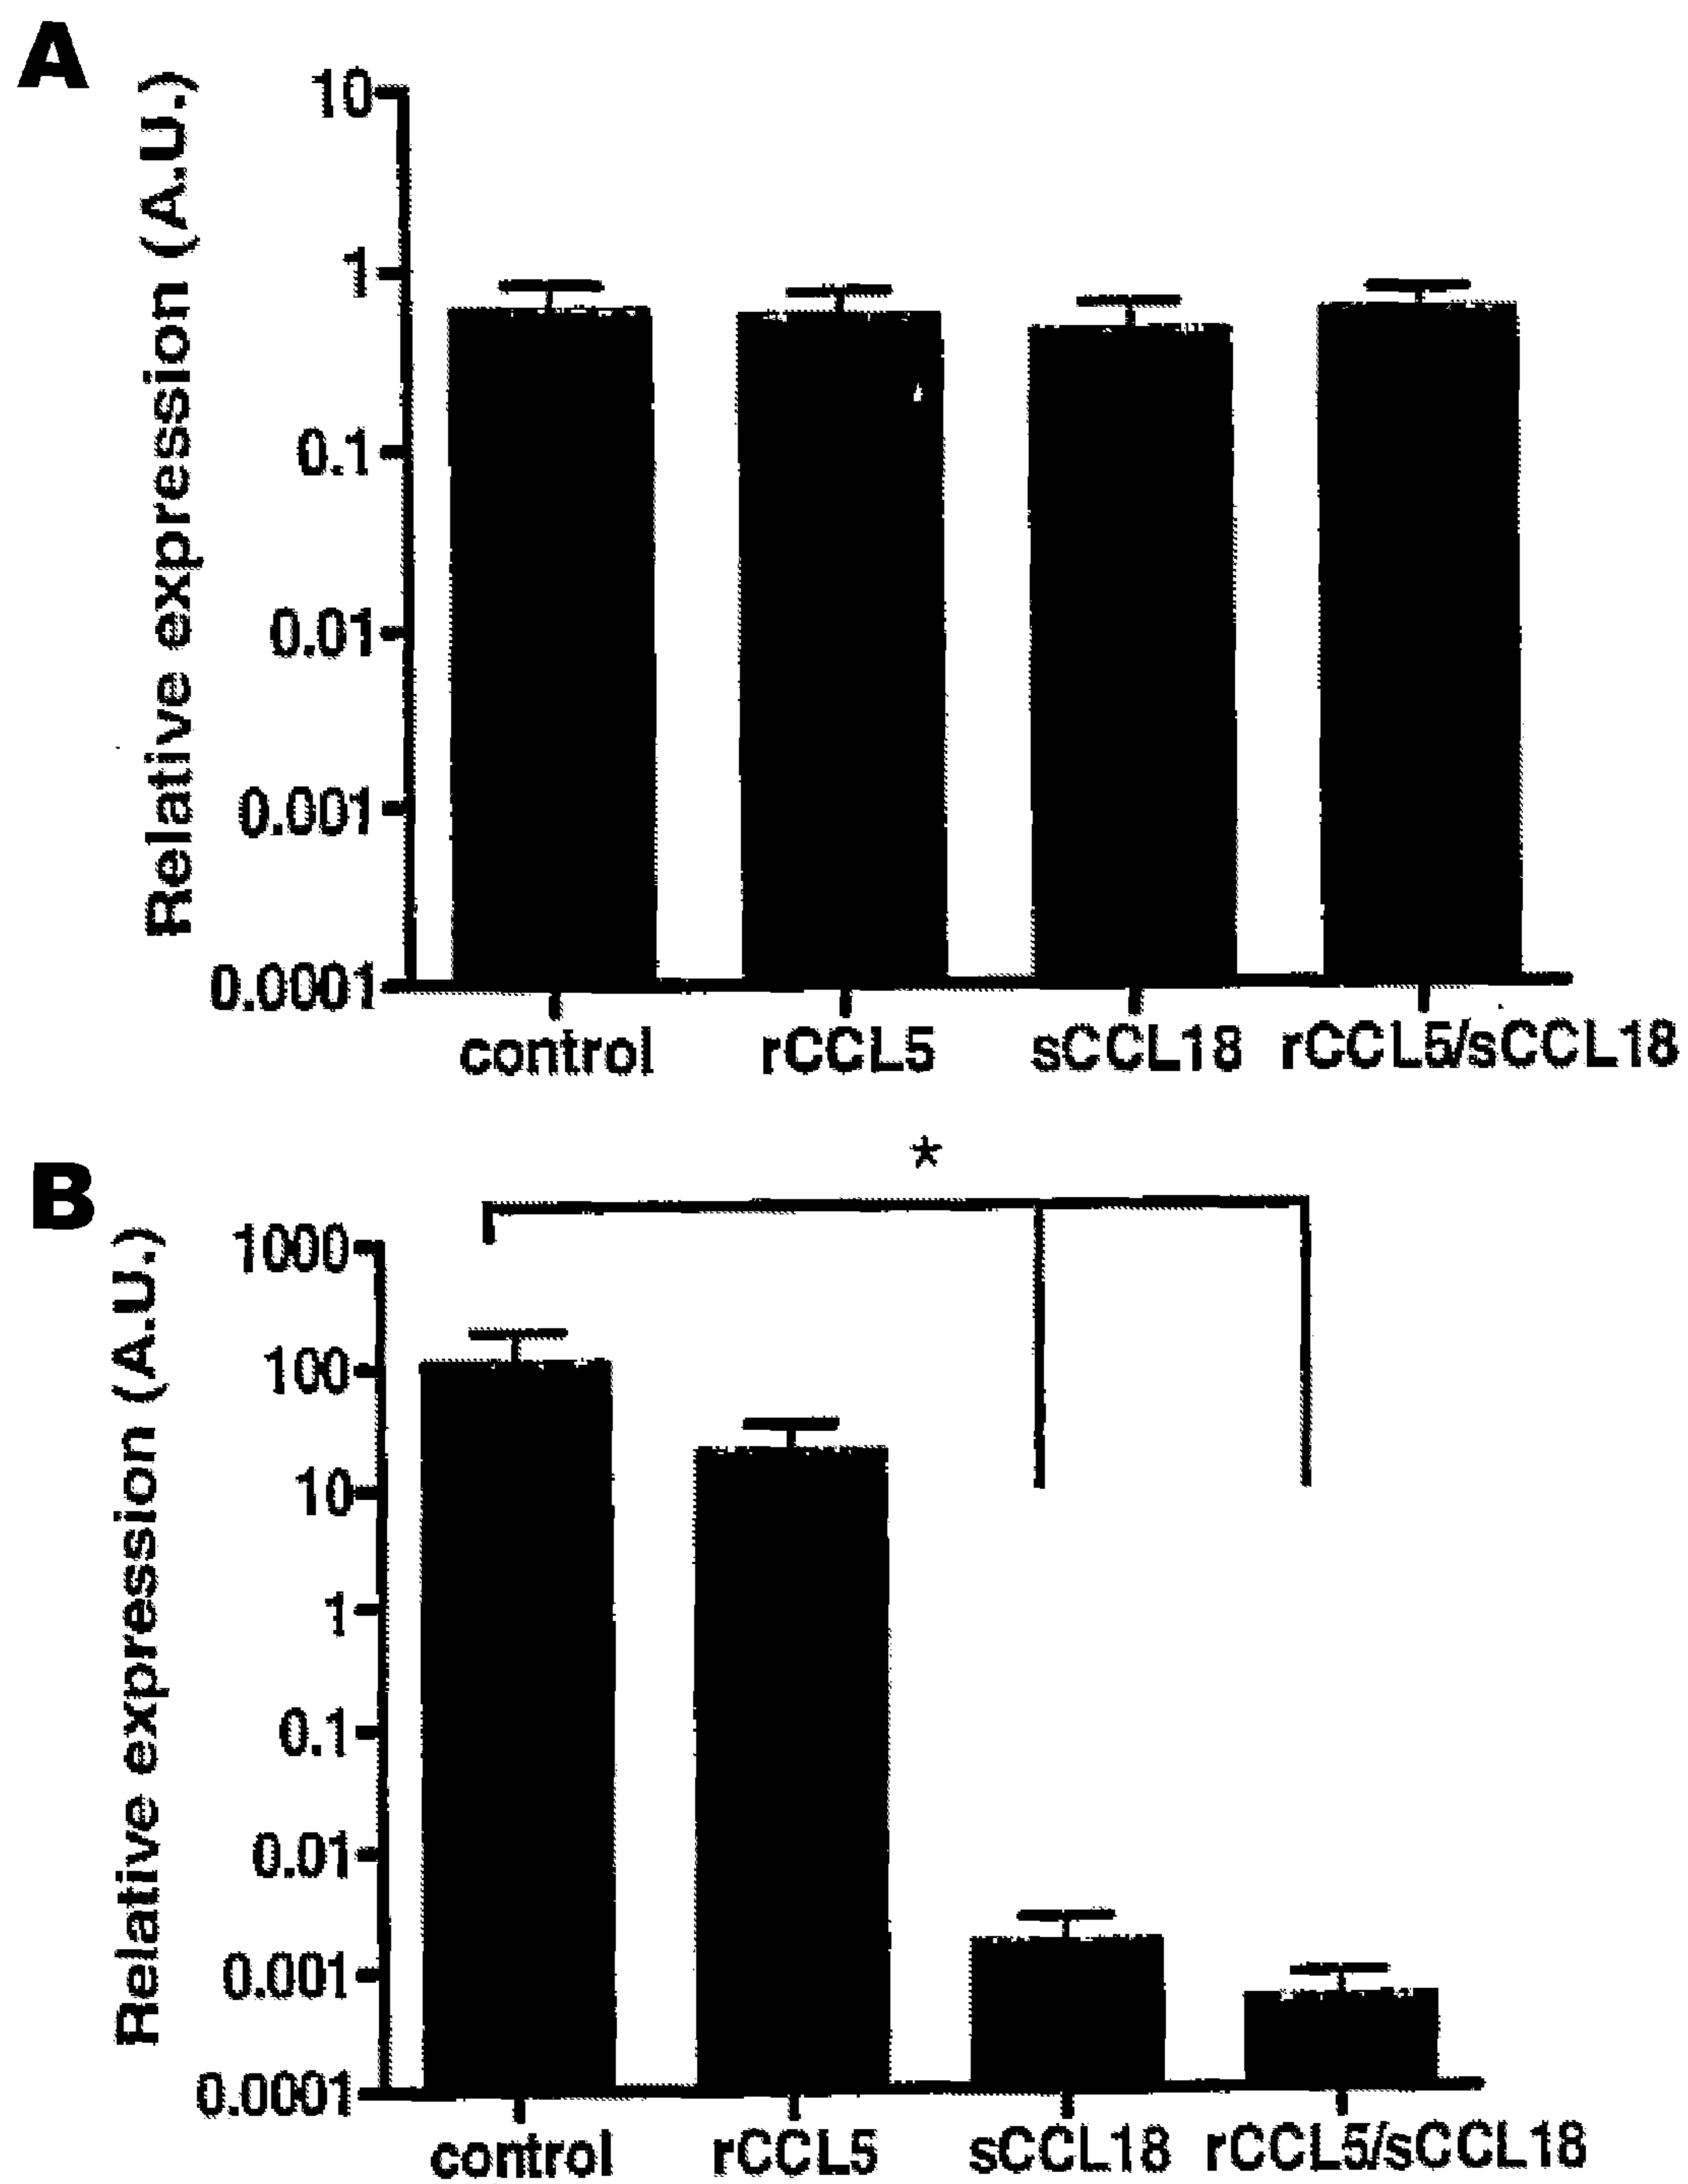 A
Relative expression (A.U.)
10
1
0.1
0.01
0.001
0.0001
control rCCL5 sCCL18 rCCL5/sCCL18
B
*
Relative expression (A.U.)
1000
100
10
1
0.1
0.01
0.001
0.0001
control rCCL5 sCCL18 rCCL5/sCCL18